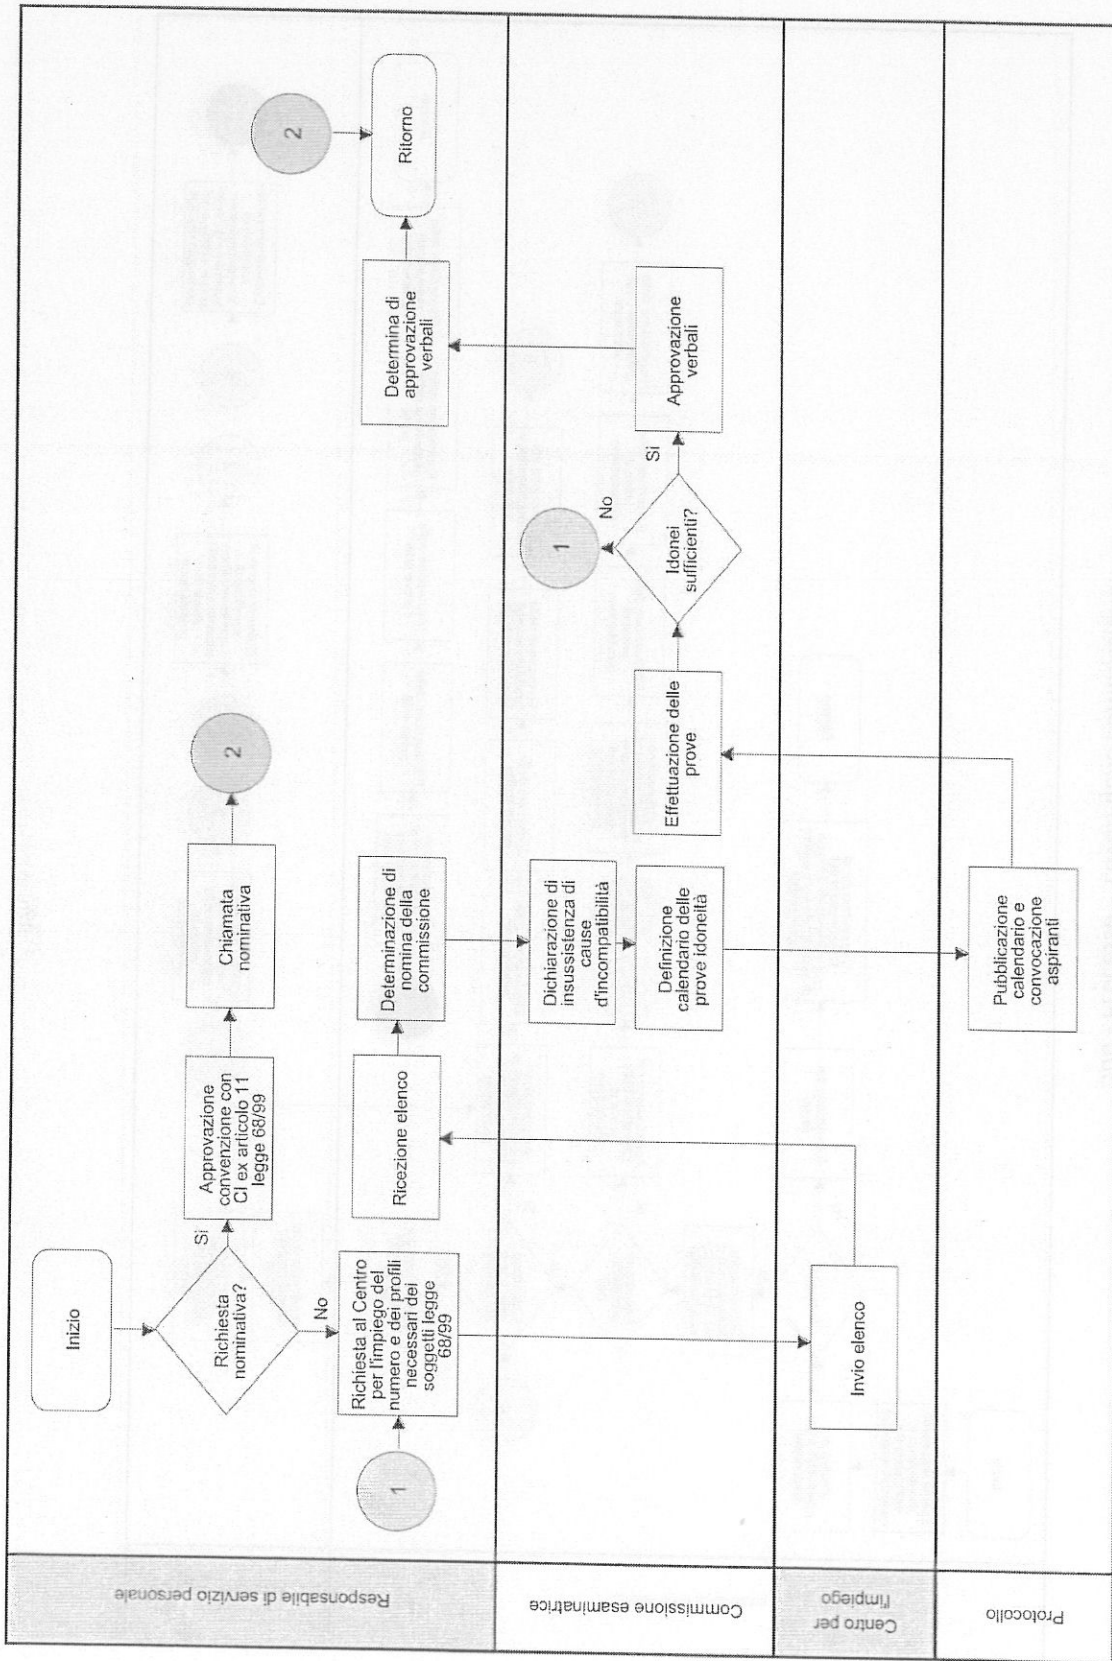 Responsabile di servizio personale
Inizio
Richiesta
nominativa?
Si
No
Approvazione
convenzione con
CI ex articolo 11
legge 68/99
Chiamata
nominativa
2
1
Richiesta al Centro
per l'impiego del
numero e dei profili
necessari dei
soggetti legge
68/99
Ricezione elenco
Determinazione di
nomina della
commissione
Determina di
approvazione
verbali
2
Ritorno
Commissione esaminatrice
Dichiarazione di
insussistenza di
cause
d'incompatibilità
Definizione
calendario delle
prove idoneità
Effettuazione delle
prove
Idonei
sufficienti?
No
1
Si
Approvazione
verbali
Centro per
l'impiego
Invio elenco
Protocollo
Pubblicazione
calendario e
convocazione
aspiranti